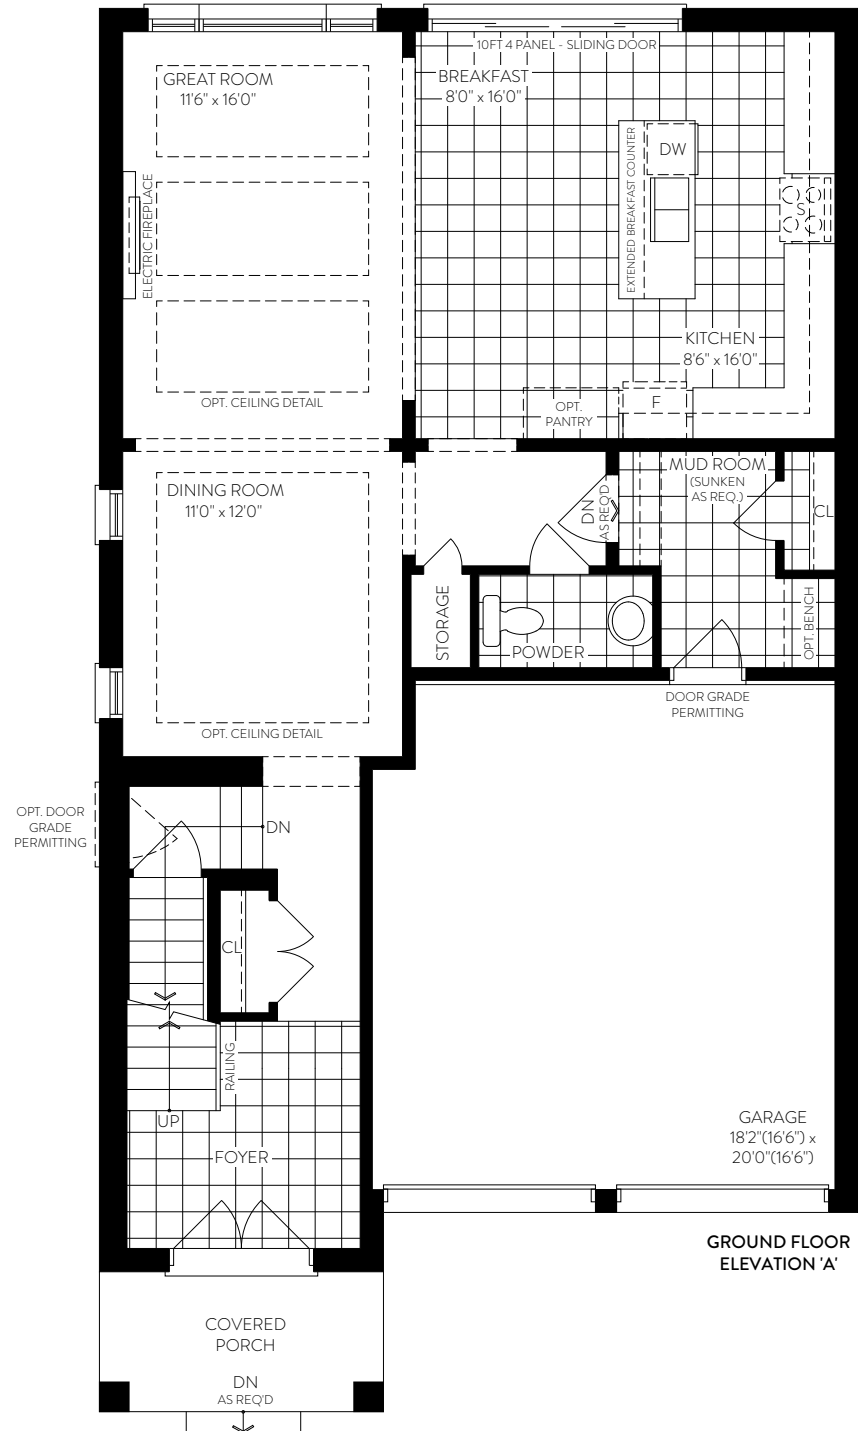 10FT 4 PANEL - SLIDING DOOR
GREAT ROOM
11'6" x 16'0"
BREAKFAST
8'0" x 16'0"
DW
EXTENDED BREAKFAST COUNTER
S
ELECTRIC FIREPLACE
KITCHEN
8'6" x 16'0"
OPT. CEILING DETAIL
OPT.
PANTRY
F
DINING ROOM
11'0" x 12'0"
MUD ROOM
(SUNKEN
AS REQ.)
DN
AS REQ'D
CL
STORAGE
POWDER
OPT. BENCH
DOOR GRADE
PERMITTING
OPT. CEILING DETAIL
OPT. DOOR
GRADE
PERMITTING
DN
CL
RAILING
UP
FOYER
GARAGE
18'2"(16'6") x
20'0"(16'6")
GROUND FLOOR
ELEVATION 'A'
COVERED
PORCH
DN
AS REQ'D